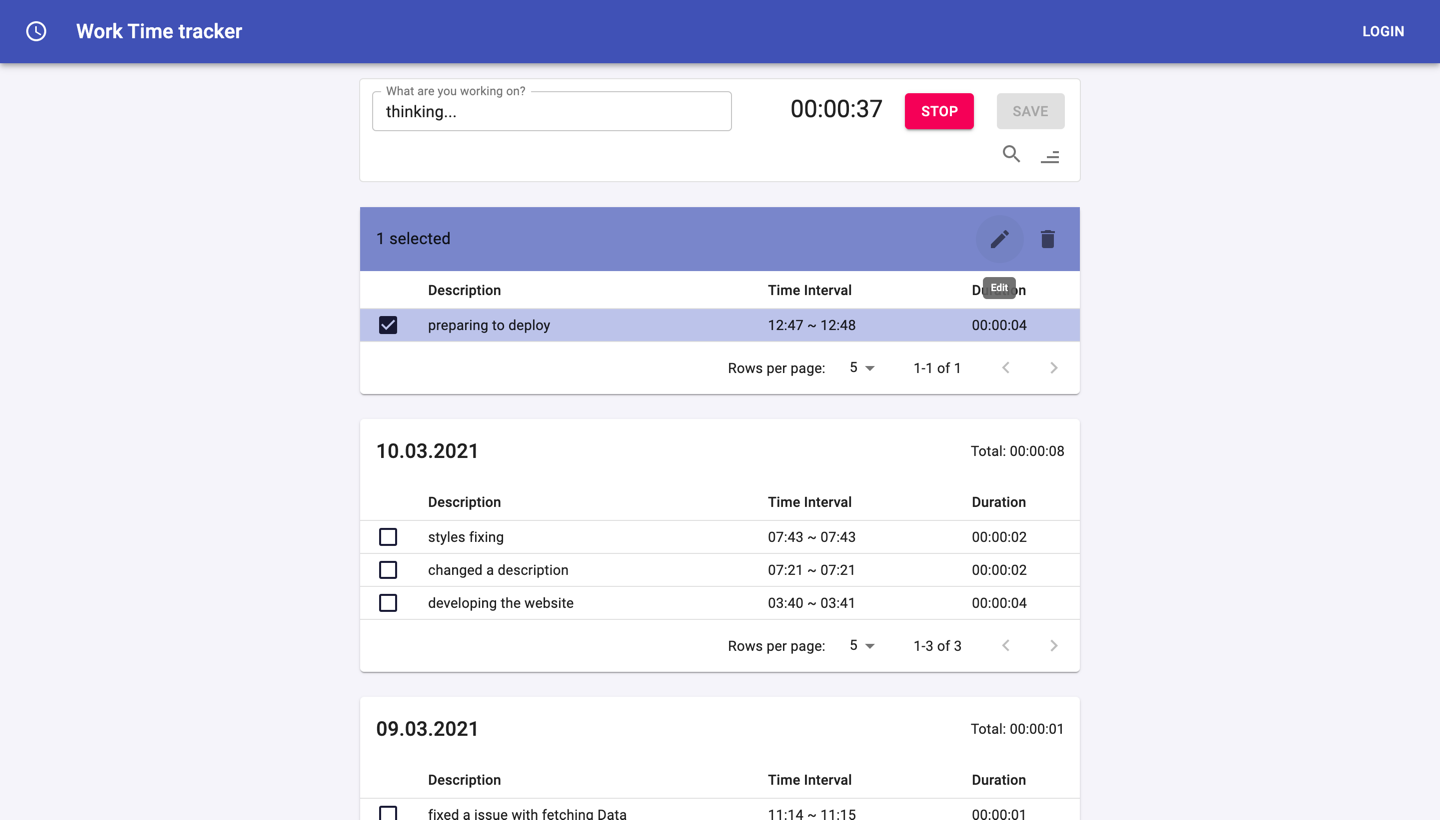 Work Time tracker
LOGIN
What are you working on?
thinking...
00:00:37
STOP
SAVE
1 selected
Edit
Description Time Interval Duration
preparing to deploy 12:47 ~ 12:48 00:00:04
Rows per page: 5 1-1 of 1
10.03.2021 Total: 00:00:08
Description Time Interval Duration
styles fixing 07:43 ~ 07:43 00:00:02
changed a description 07:21 ~ 07:21 00:00:02
developing the website 03:40 ~ 03:41 00:00:04
Rows per page: 5 1-3 of 3
09.03.2021 Total: 00:00:01
Description Time Interval Duration
fixed a issue with fetching Data 11:14 ~ 11:15 00:00:01